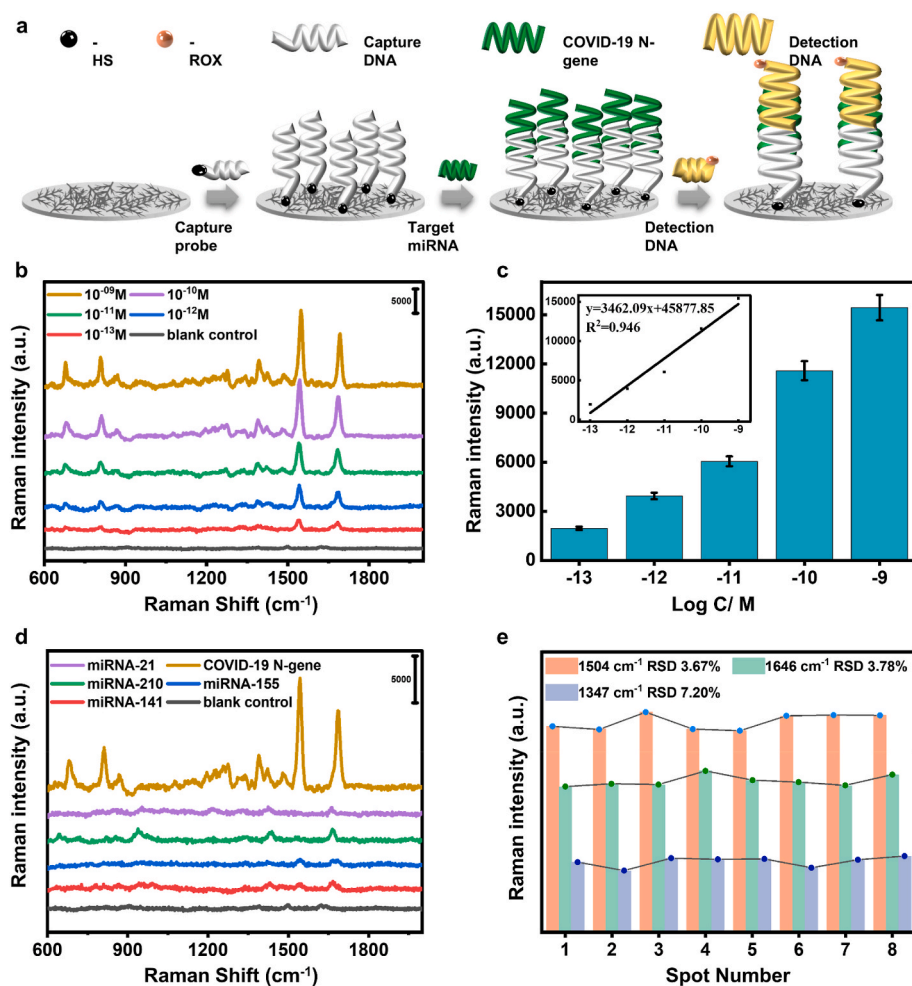 a
-
HS
-
ROX
Capture
DNA
COVID-19 N-
gene
Detection
DNA
Capture
probe
Target
miRNA
Detection
DNA
b
10⁻⁰⁹M
10⁻¹⁰M
10⁻¹¹M
10⁻¹²M
10⁻¹³M
blank control
5000
Raman intensity (a.u.)
600
900
1200
1500
1800
Raman Shift (cm⁻¹)
c
y=3462.09x+45877.85
R²=0.946
15000
10000
5000
0
-13
-12
-11
-10
-9
15000
12000
9000
6000
3000
0
Raman intensity (a.u.)
-13
-12
-11
-10
-9
Log C/ M
d
miRNA-21
COVID-19 N-gene
miRNA-210
miRNA-155
miRNA-141
blank control
5000
Raman intensity (a.u.)
600
900
1200
1500
1800
Raman Shift (cm⁻¹)
e
1504 cm⁻¹ RSD 3.67%
1646 cm⁻¹ RSD 3.78%
1347 cm⁻¹ RSD 7.20%
Raman intensity (a.u.)
1
2
3
4
5
6
7
8
Spot Number